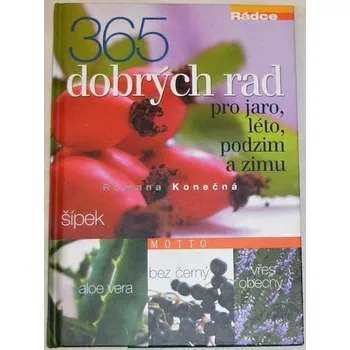 Rádce
365
dobrých rad
pro jaro,
léto,
podzim
a zimu
Romana Konečná
šípek
MOTTO
aloe vera
bez černý
vřes
obecný